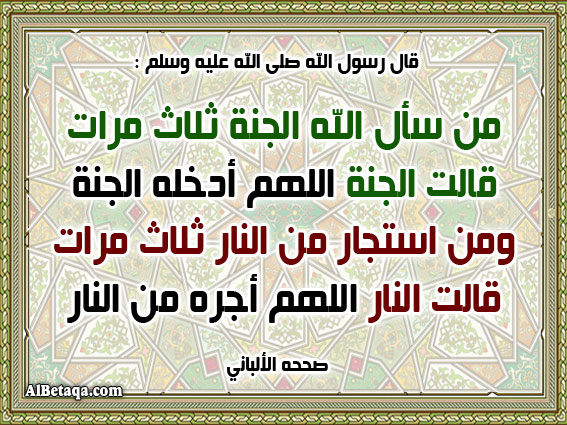 قال رسول الله صلى الله عليه وسلم :
من سأل الله الجنة ثلاث مرات
قالت الجنة اللهم أدخله الجنة
ومن استجار من النار ثلاث مرات
قالت النار اللهم أجره من النار
صححه الألباني
AlBetaqa.com